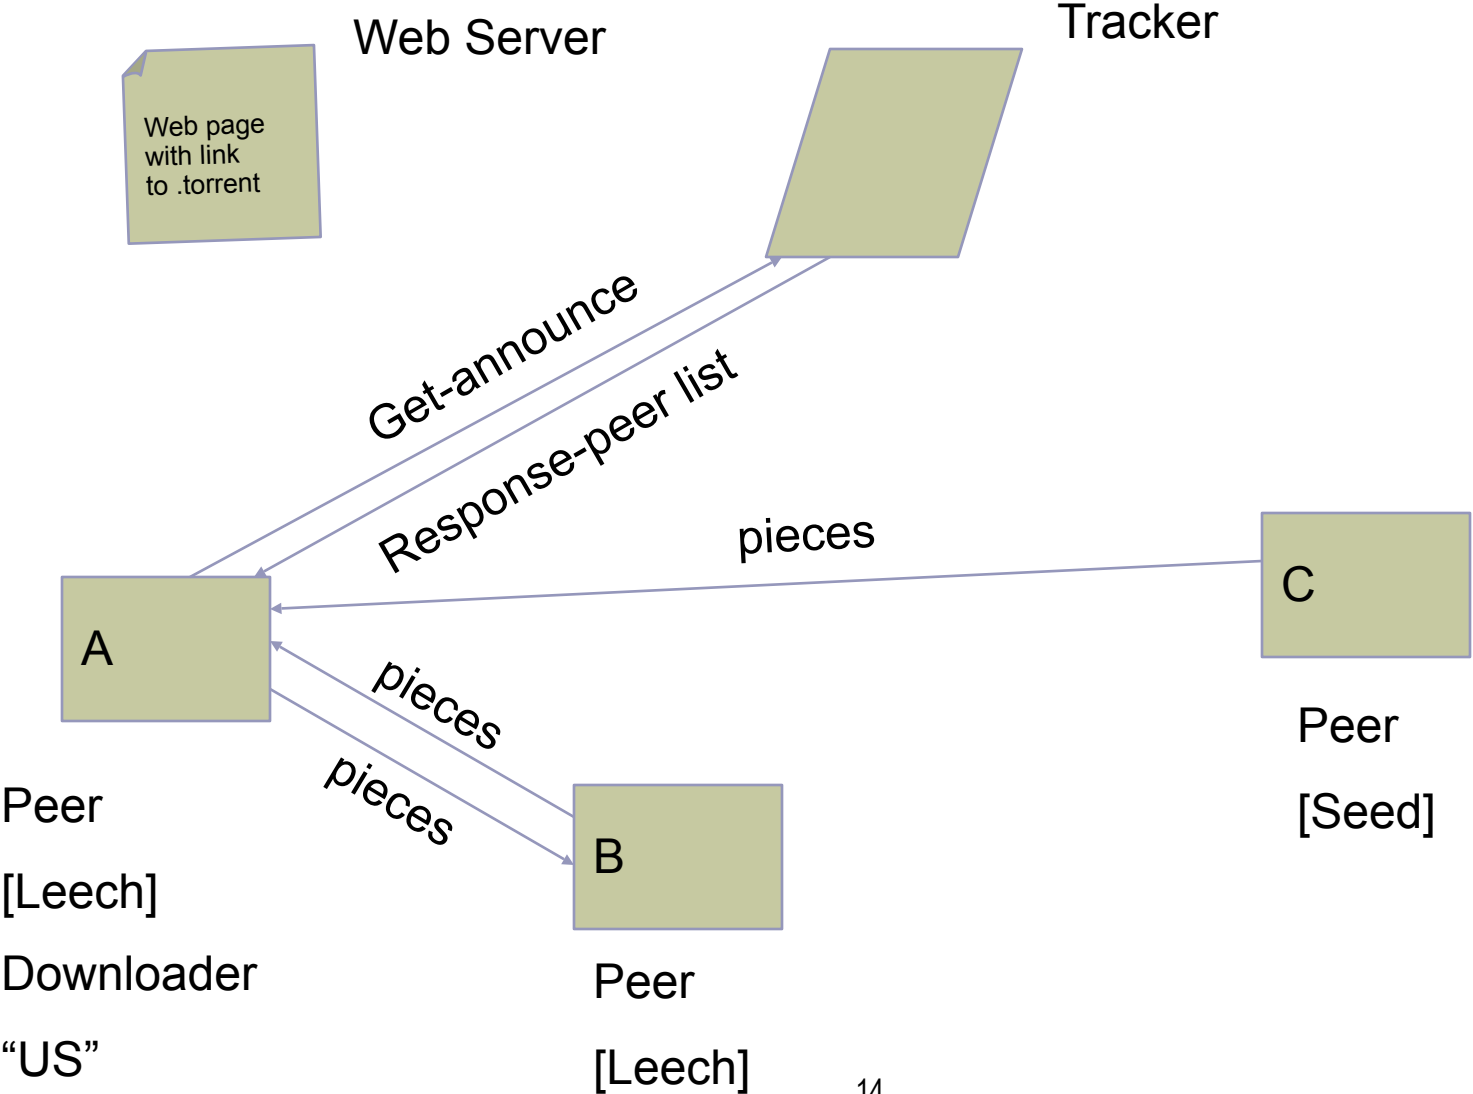 Web Server
Tracker
Web page
with link
to .torrent
Get-announce
Response-peer list
pieces
C
A
pieces
pieces
Peer
[Seed]
B
Peer
[Leech]
Downloader
“US”
Peer
[Leech]
14